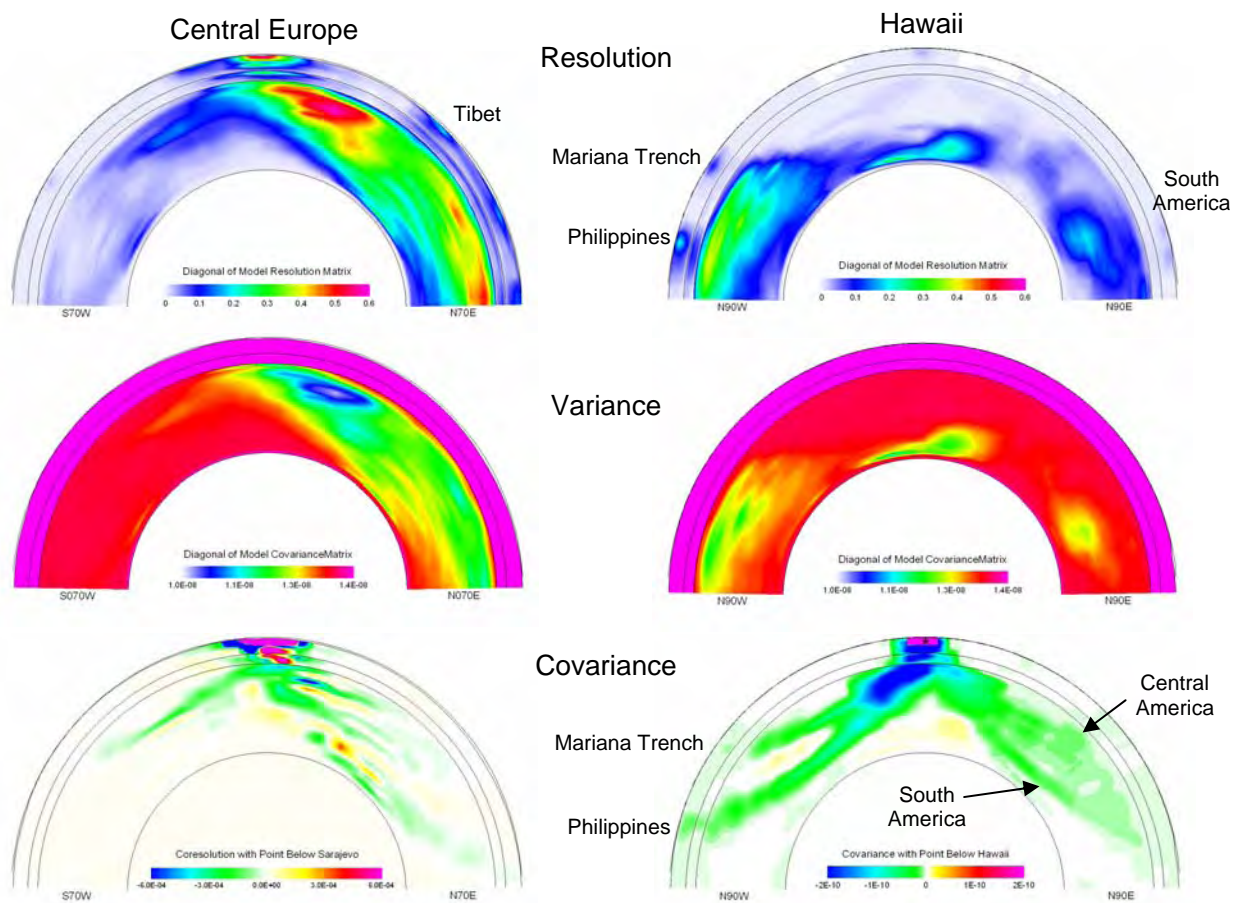 Central Europe
Hawaii
Resolution
Tibet
Mariana Trench
South
America
Philippines
Diagonal of Model Resolution Matrix
0 0.1 0.2 0.3 0.4 0.5 0.6
S70W N70E
Diagonal of Model Resolution Matrix
0 0.1 0.2 0.3 0.4 0.5 0.6
N90W N90E
Variance
Diagonal of Model CovarianceMatrix
1.0E-08 1.1E-08 1.3E-08 1.4E-08
S070W N070E
Diagonal of Model CovarianceMatrix
1.0E-08 1.1E-08 1.3E-08 1.4E-08
N90W N90E
Covariance
Central
America
Mariana Trench
South
America
Philippines
Coresolution with Point Below Sarajevo
-6.0E-04 -3.0E-04 0.0E+00 3.0E-04 6.0E-04
S70W N70E
Covariance with Point Below Hawaii
-2E-10 -1E-10 0 1E-10 2E-10
N90W N90E